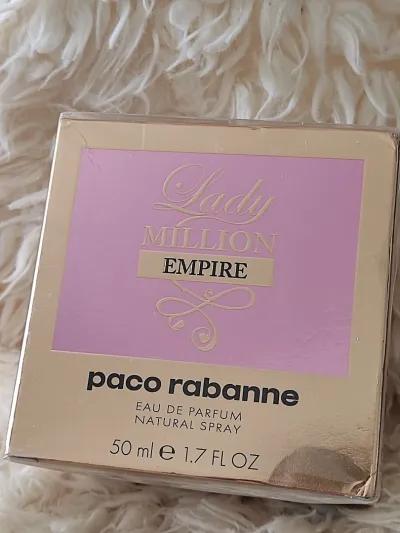 Lady
MILLION
EMPIRE
paco rabanne
EAU DE PARFUM
NATURAL SPRAY
50 ml ℮ 1.7 FL OZ